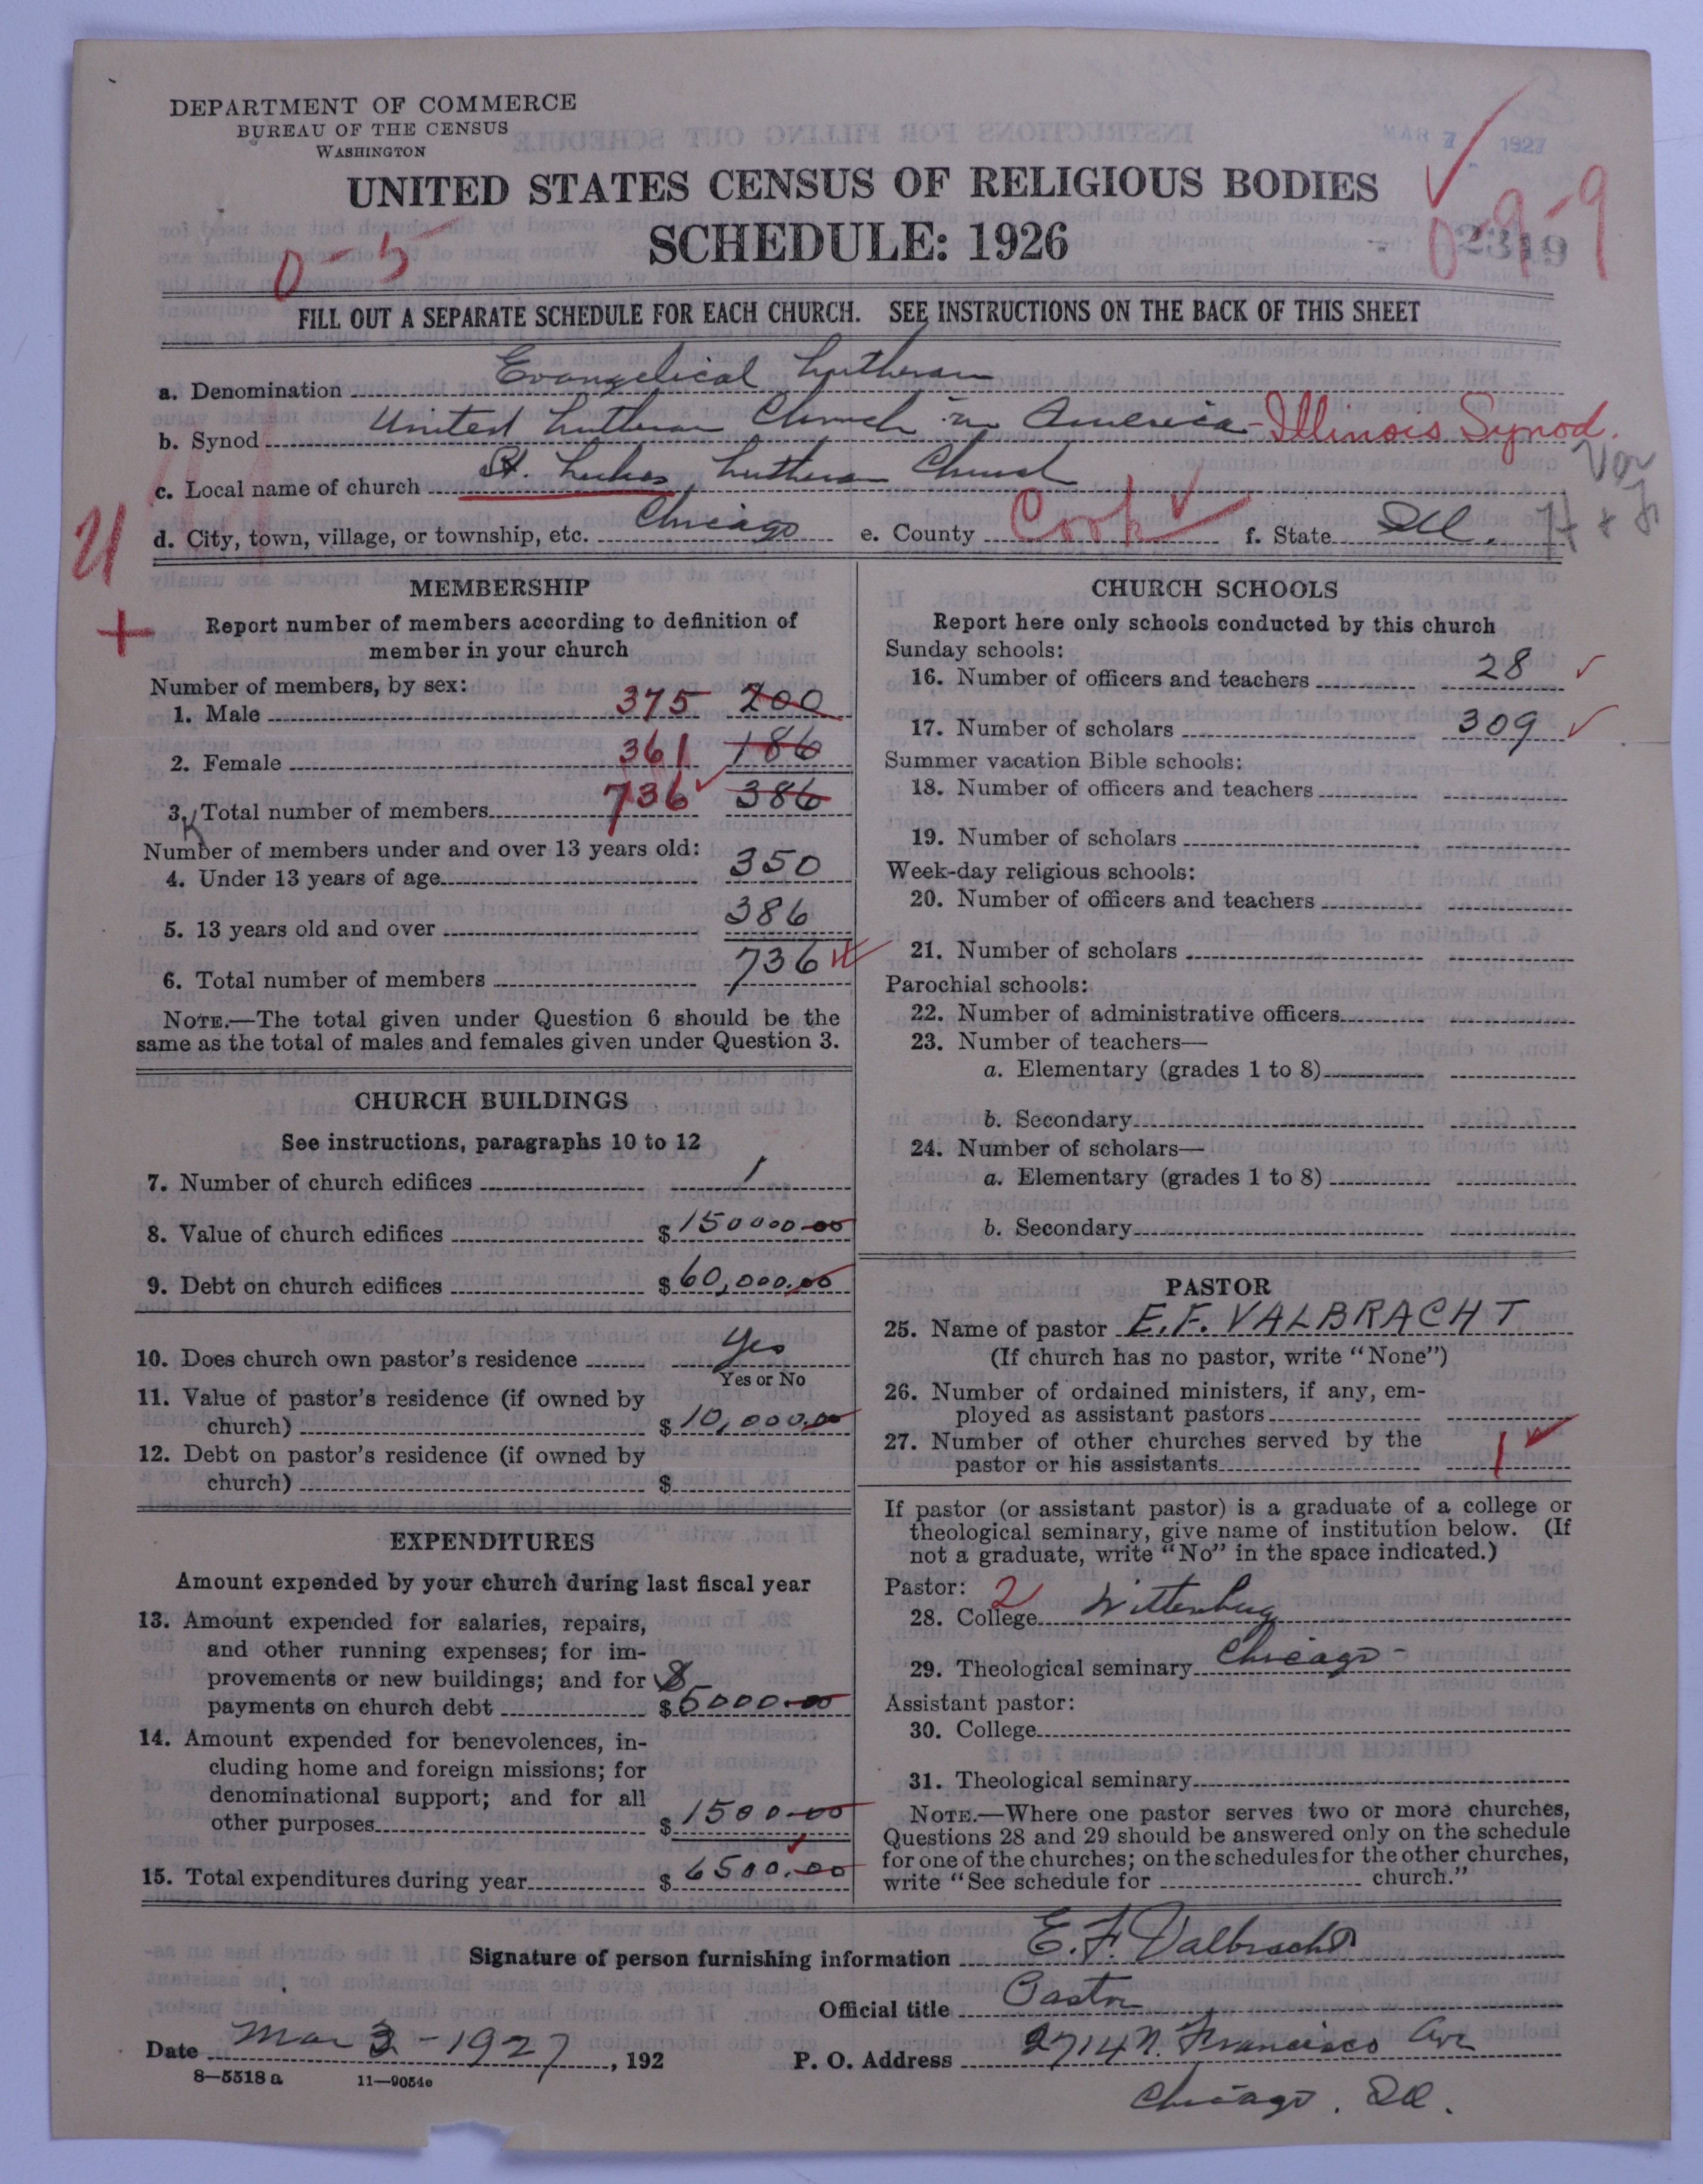 DEPARTMENT OF COMMERCE
BUREAU OF THE CENSUS
WASHINGTON
MAR 7 1927
UNITED STATES CENSUS OF RELIGIOUS BODIES
SCHEDULE: 1926
0-5
0-9-9
2319
FILL OUT A SEPARATE SCHEDULE FOR EACH CHURCH. SEE INSTRUCTIONS ON THE BACK OF THIS SHEET
a. Denomination Evangelical Lutheran
b. Synod United Lutheran Church in America - Illinois Synod.
c. Local name of church St. Lukes Lutheran Church
d. City, town, village, or township, etc. Chicago e. County Cook f. State Ill.
MEMBERSHIP
Report number of members according to definition of
member in your church
Number of members, by sex:
1. Male 375 200
2. Female 361 186
3. Total number of members 736 386
Number of members under and over 13 years old:
4. Under 13 years of age 350
5. 13 years old and over 386
6. Total number of members 736
NOTE.—The total given under Question 6 should be the
same as the total of males and females given under Question 3.
CHURCH BUILDINGS
See instructions, paragraphs 10 to 12
7. Number of church edifices 1
8. Value of church edifices $150000.00
9. Debt on church edifices $60,000.00
10. Does church own pastor's residence Yes
Yes or No
11. Value of pastor's residence (if owned by
church) $10,000.00
12. Debt on pastor's residence (if owned by
church) $
EXPENDITURES
Amount expended by your church during last fiscal year
13. Amount expended for salaries, repairs,
and other running expenses; for im-
provements or new buildings; and for
payments on church debt $5000.00
14. Amount expended for benevolences, in-
cluding home and foreign missions; for
denominational support; and for all
other purposes $1500.00
15. Total expenditures during year $6500.00
CHURCH SCHOOLS
Report here only schools conducted by this church
Sunday schools:
16. Number of officers and teachers 28
17. Number of scholars 309
Summer vacation Bible schools:
18. Number of officers and teachers
19. Number of scholars
Week-day religious schools:
20. Number of officers and teachers
21. Number of scholars
Parochial schools:
22. Number of administrative officers
23. Number of teachers—
a. Elementary (grades 1 to 8)
b. Secondary
24. Number of scholars—
a. Elementary (grades 1 to 8)
b. Secondary
PASTOR
25. Name of pastor E. F. VALBRACHT
(If church has no pastor, write "None")
26. Number of ordained ministers, if any, em-
ployed as assistant pastors
27. Number of other churches served by the
pastor or his assistants 1
If pastor (or assistant pastor) is a graduate of a college or
theological seminary, give name of institution below. (If
not a graduate, write "No" in the space indicated.)
Pastor: 2
28. College Wittenburg
29. Theological seminary Chicago -
Assistant pastor:
30. College
31. Theological seminary
NOTE.—Where one pastor serves two or more churches,
Questions 28 and 29 should be answered only on the schedule
for one of the churches; on the schedules for the other churches,
write "See schedule for church."
Signature of person furnishing information E. F. Valbracht
Official title Pastor
Date Mar 3 - 1927, 192 P. O. Address 2714 N. Francisco Ave
Chicago. Ill.
8—5518 a 11—9054e